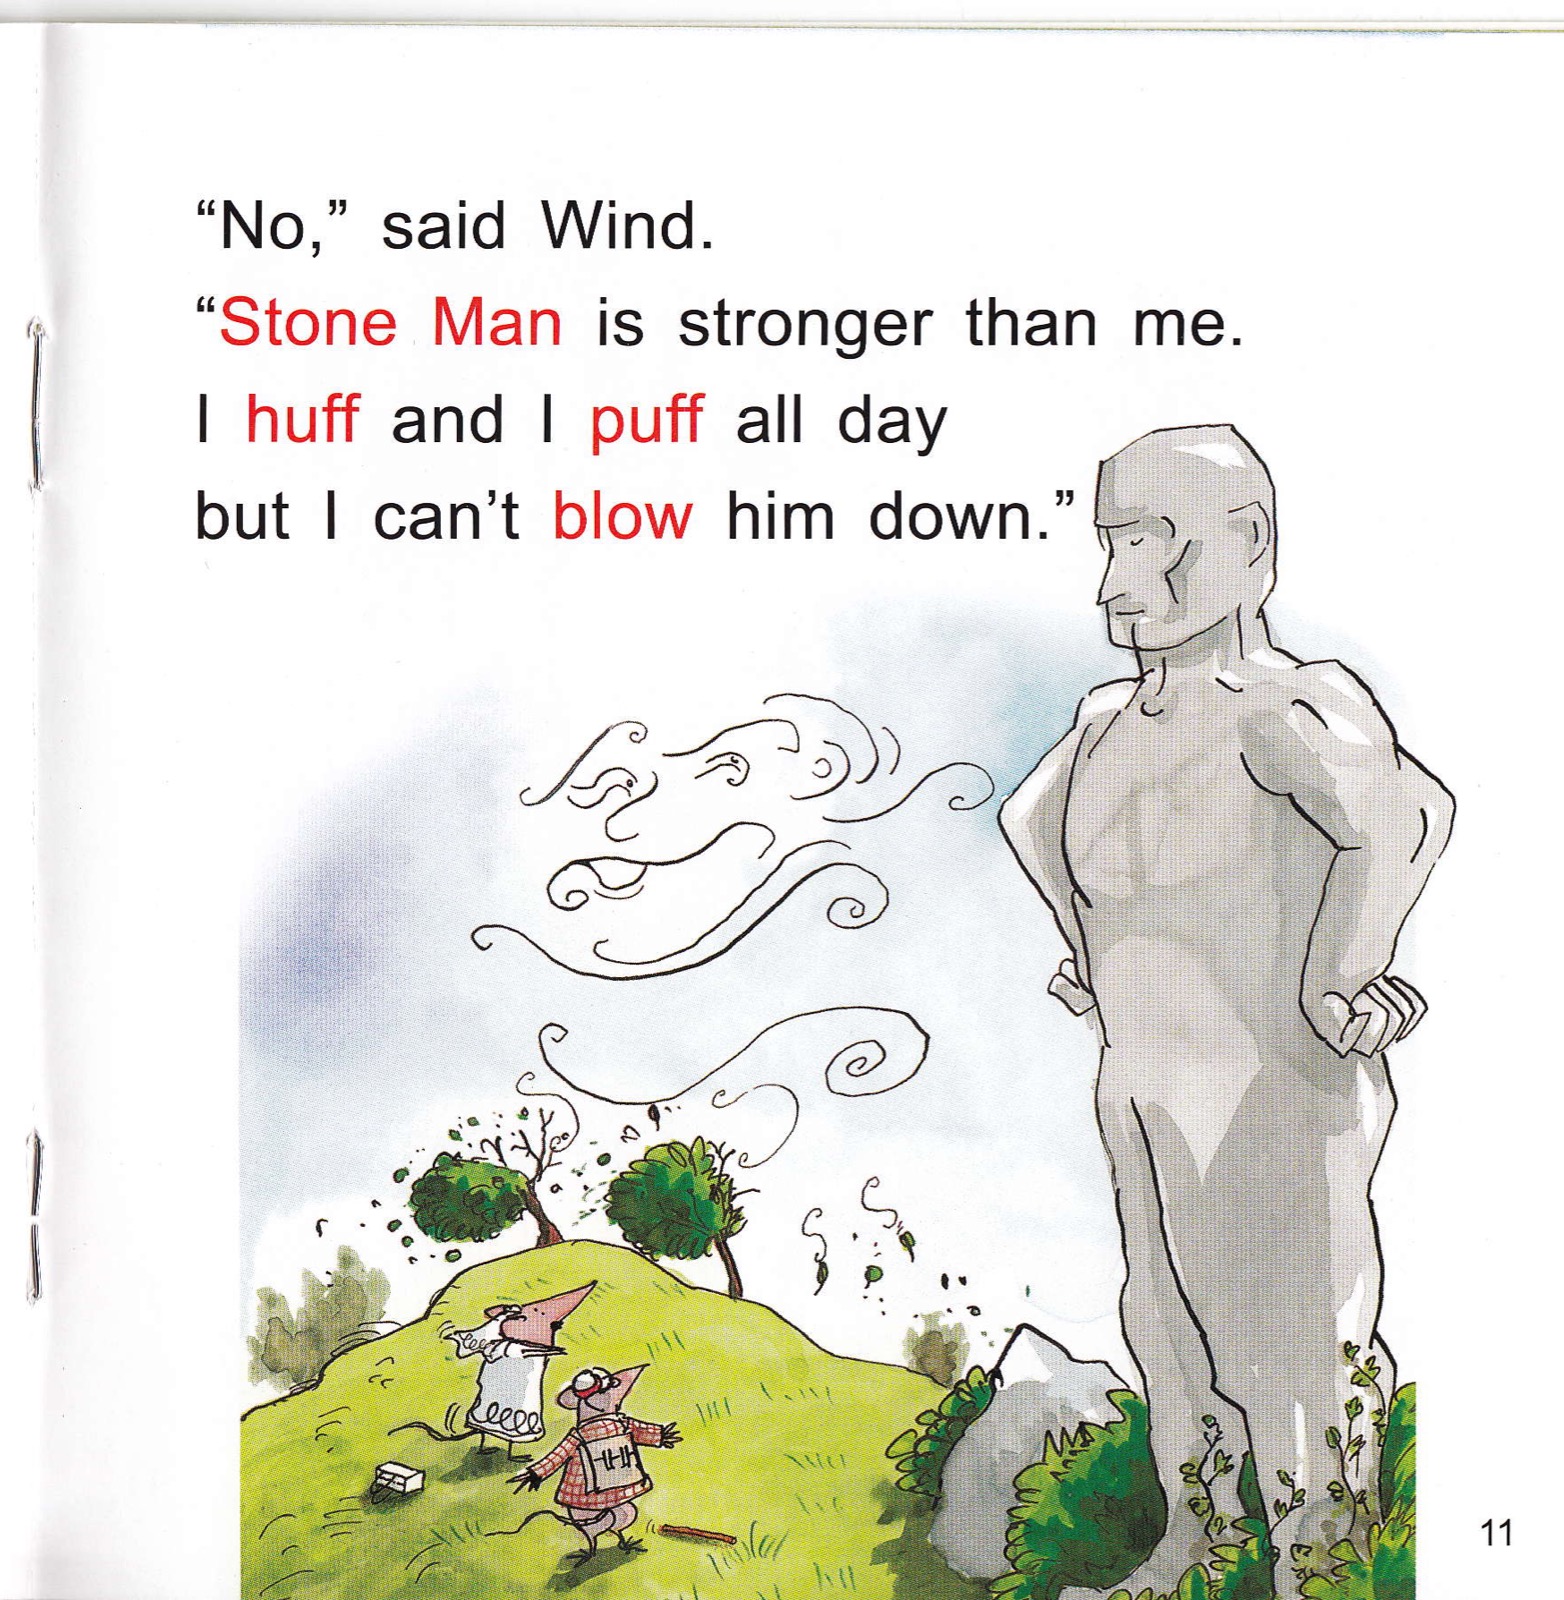 “No,” said Wind.
“Stone Man is stronger than me.
I huff and I puff all day
but I can’t blow him down.”
11